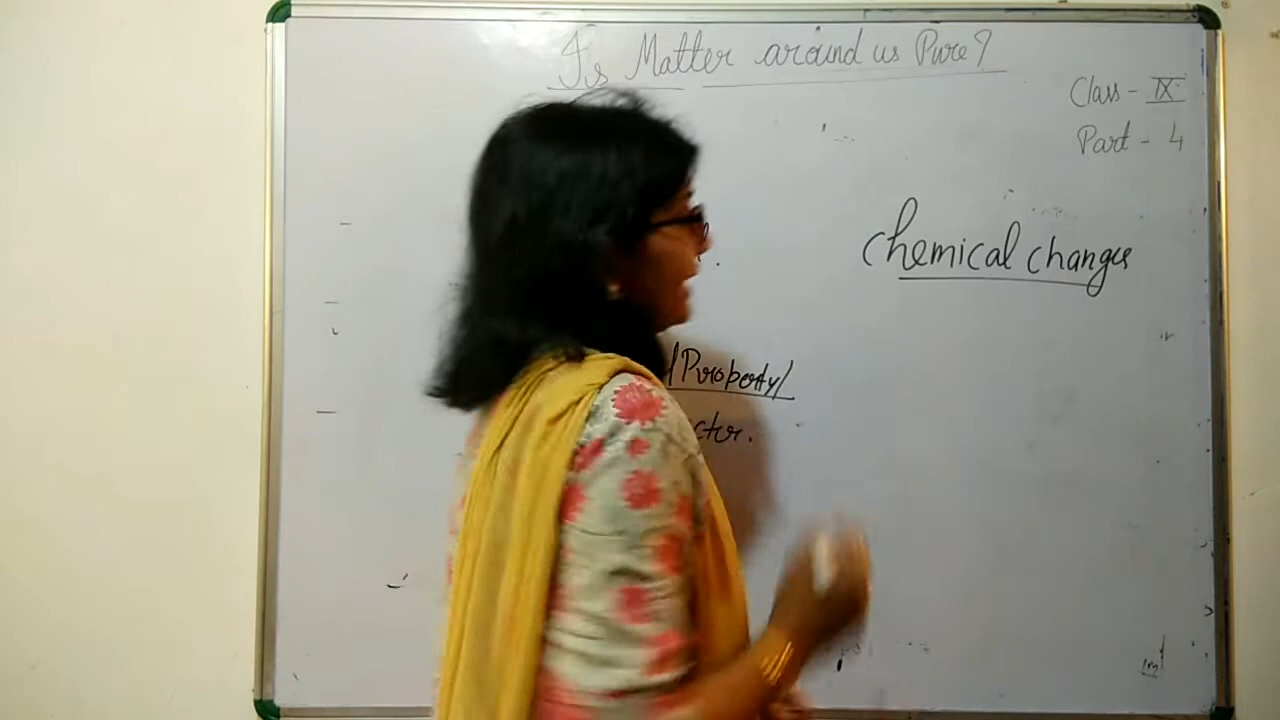 Is Matter around us Pure?
Class - IX
Part - 4
Chemical changes
/Property/